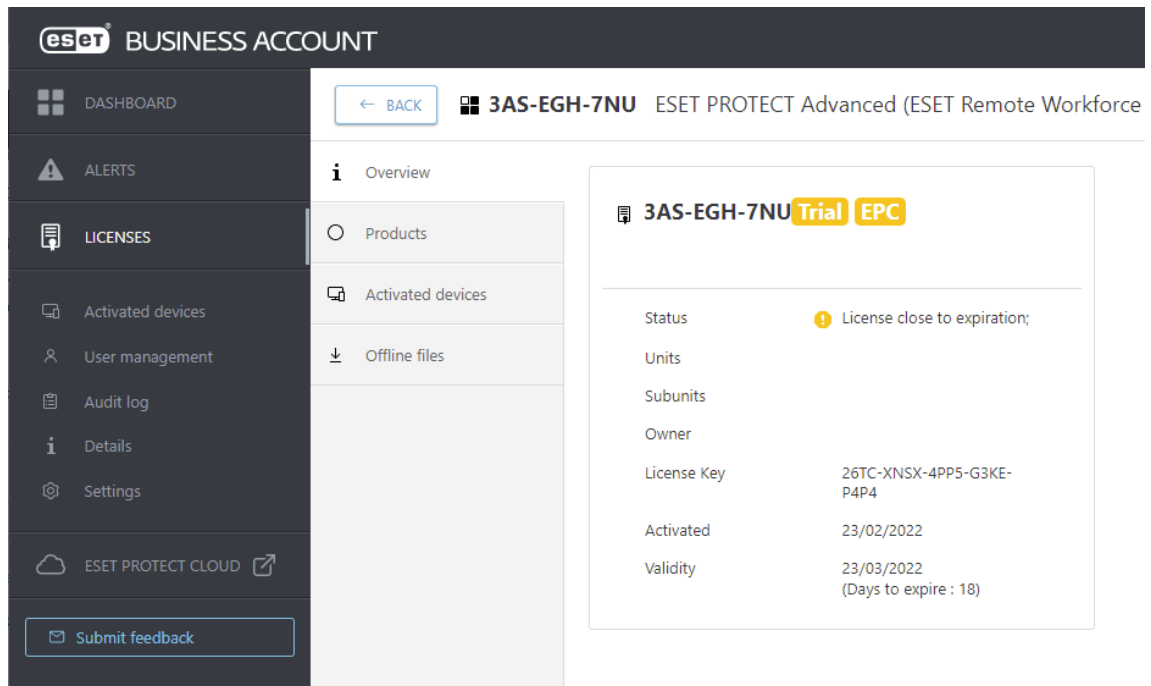 eset BUSINESS ACCOUNT
DASHBOARD
ALERTS
LICENSES
Activated devices
User management
Audit log
i Details
Settings
ESET PROTECT CLOUD
Submit feedback
← BACK 3AS-EGH-7NU ESET PROTECT Advanced (ESET Remote Workforce
i Overview
Products
Activated devices
Offline files
3AS-EGH-7NU Trial EPC
Status License close to expiration;
Units
Subunits
Owner
License Key 26TC-XNSX-4PP5-G3KE-
P4P4
Activated 23/02/2022
Validity 23/03/2022
(Days to expire : 18)